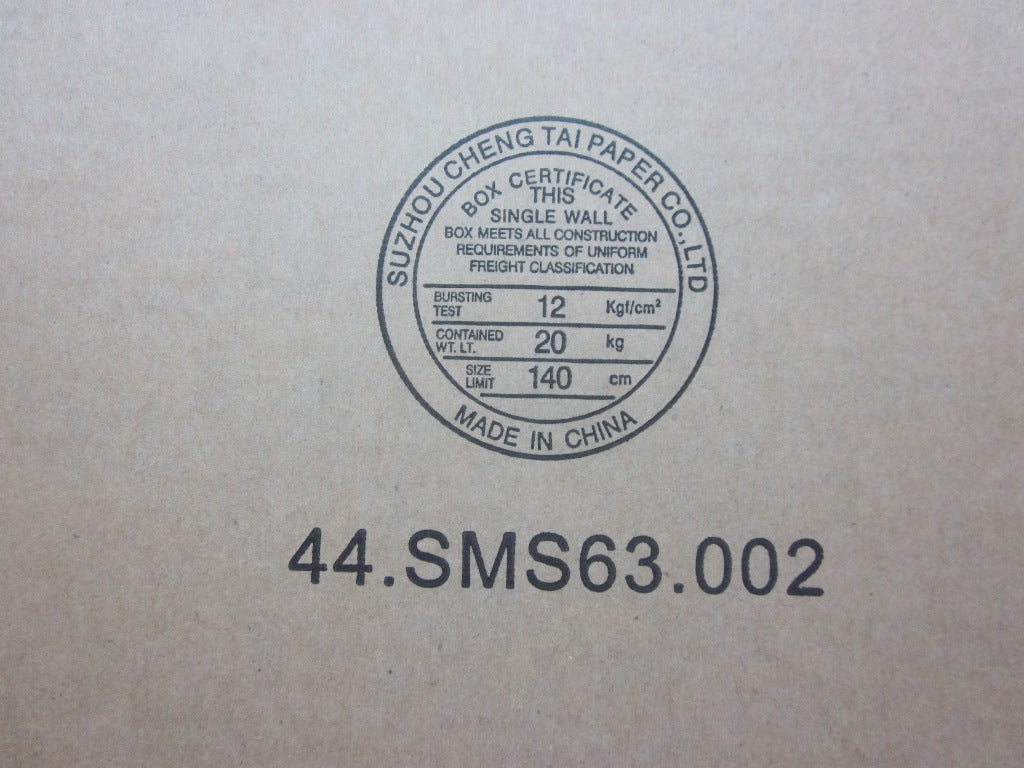 SUZHOU CHENG TAI PAPER CO., LTD
BOX CERTIFICATE
THIS
SINGLE WALL
BOX MEETS ALL CONSTRUCTION
REQUIREMENTS OF UNIFORM
FREIGHT CLASSIFICATION
BURSTING
TEST 12 Kgf/cm²
CONTAINED
WT. LT. 20 kg
SIZE
LIMIT 140 cm
MADE IN CHINA
44.SMS63.002